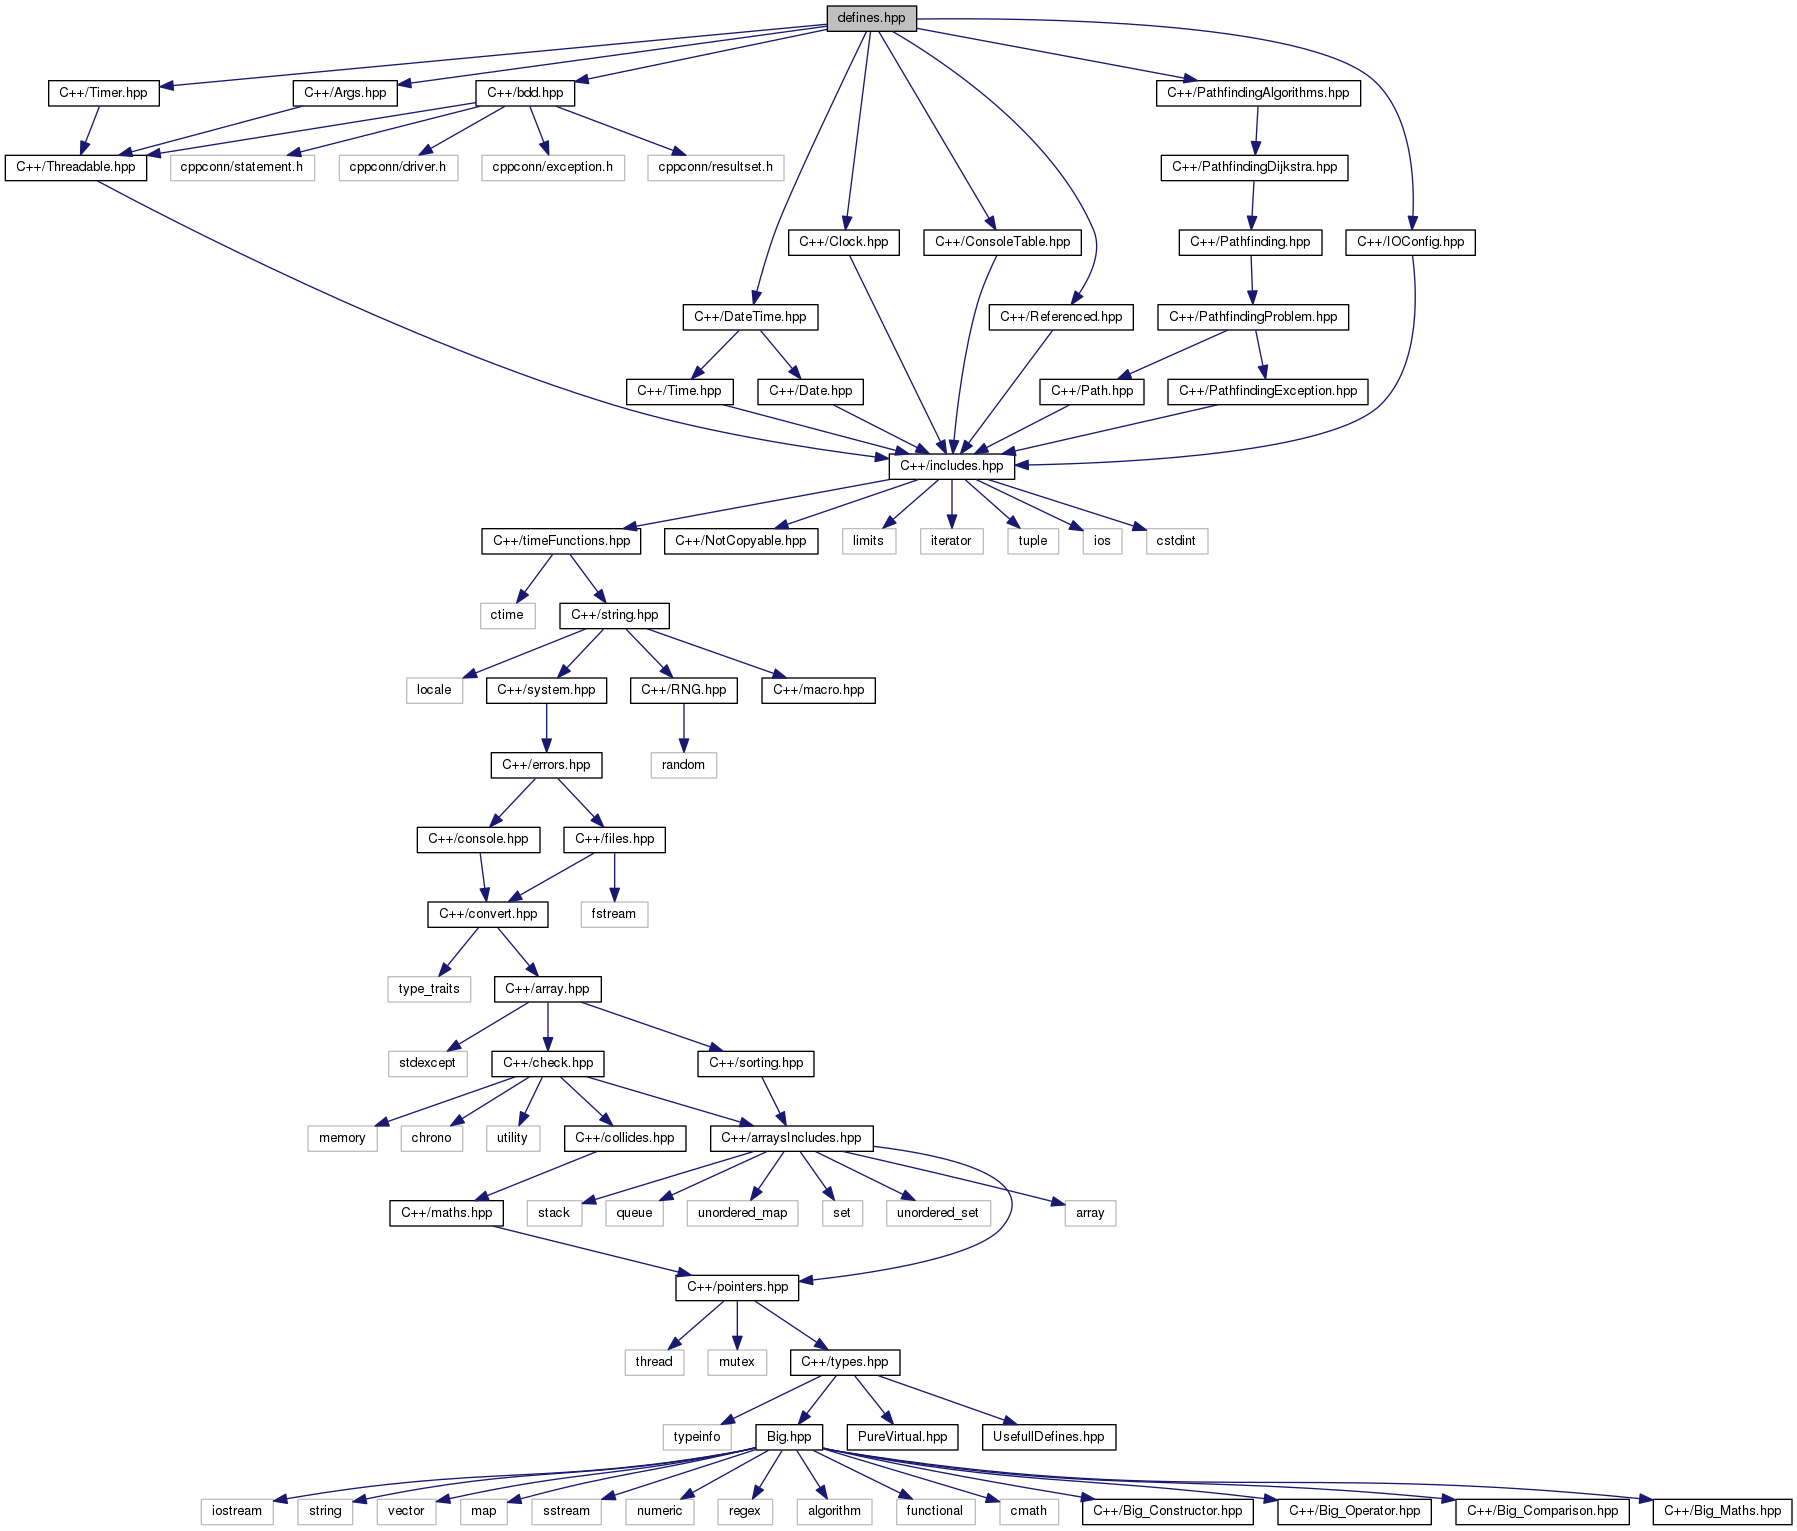 defines.hpp
C++/Timer.hpp
C++/Args.hpp
C++/bdd.hpp
C++/PathfindingAlgorithms.hpp
C++/Threadable.hpp
cppconn/statement.h
cppconn/driver.h
cppconn/exception.h
cppconn/resultset.h
C++/PathfindingDijkstra.hpp
C++/Clock.hpp
C++/ConsoleTable.hpp
C++/Pathfinding.hpp
C++/IOConfig.hpp
C++/DateTime.hpp
C++/Referenced.hpp
C++/PathfindingProblem.hpp
C++/Time.hpp
C++/Date.hpp
C++/Path.hpp
C++/PathfindingException.hpp
C++/includes.hpp
C++/timeFunctions.hpp
C++/NotCopyable.hpp
limits
iterator
tuple
ios
cstdint
ctime
C++/string.hpp
locale
C++/system.hpp
C++/RNG.hpp
C++/macro.hpp
C++/errors.hpp
random
C++/console.hpp
C++/files.hpp
C++/convert.hpp
fstream
type_traits
C++/array.hpp
stdexcept
C++/check.hpp
C++/sorting.hpp
memory
chrono
utility
C++/collides.hpp
C++/arraysIncludes.hpp
C++/maths.hpp
stack
queue
unordered_map
set
unordered_set
array
C++/pointers.hpp
thread
mutex
C++/types.hpp
typeinfo
Big.hpp
PureVirtual.hpp
UsefullDefines.hpp
iostream
string
vector
map
sstream
numeric
regex
algorithm
functional
cmath
C++/Big_Constructor.hpp
C++/Big_Operator.hpp
C++/Big_Comparison.hpp
C++/Big_Maths.hpp